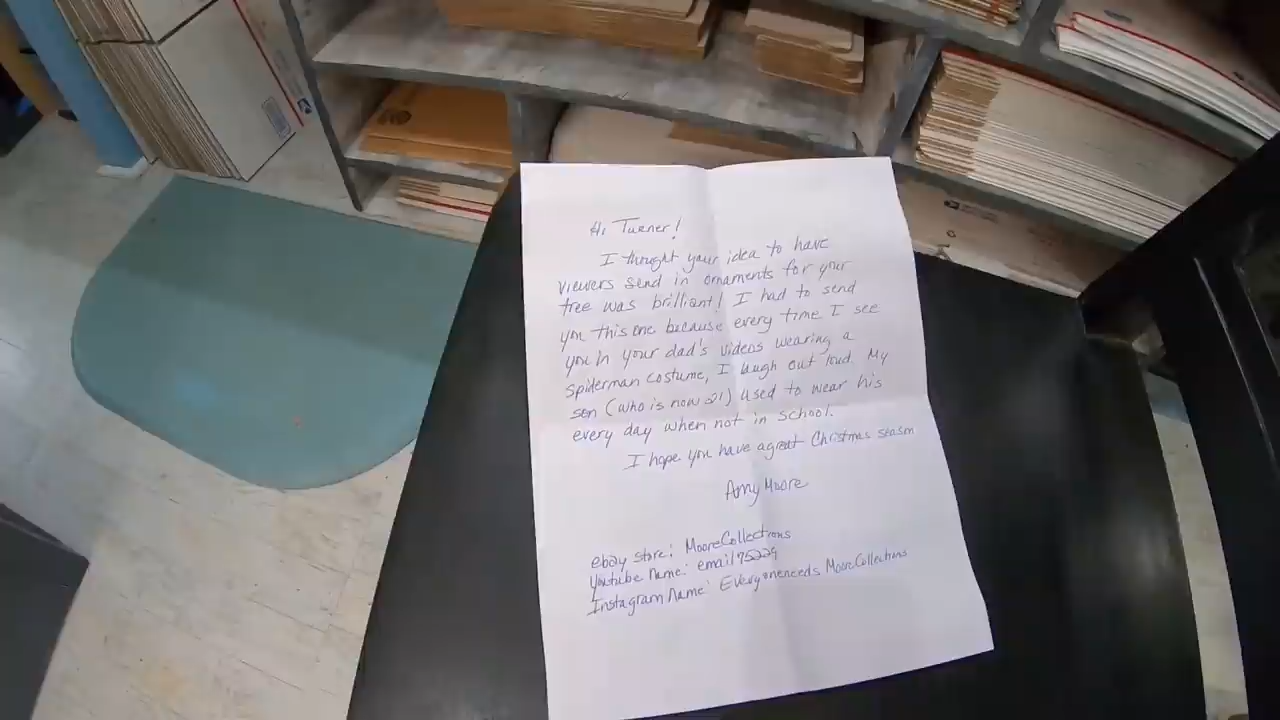 Hi Turner!
I thought your idea to have
viewers send in ornaments for your
tree was brilliant! I had to send
you this one because every time I see
you in your dad's videos wearing a
Spiderman costume, I laugh out loud. My
son (who is now 21) used to wear his
every day when not in school.
I hope you have a great Christmas season
Amy Moore
ebay store: MooreCollections
Youtube Name: email75229
Instagram Name: Everyoneneeds MooreCollections